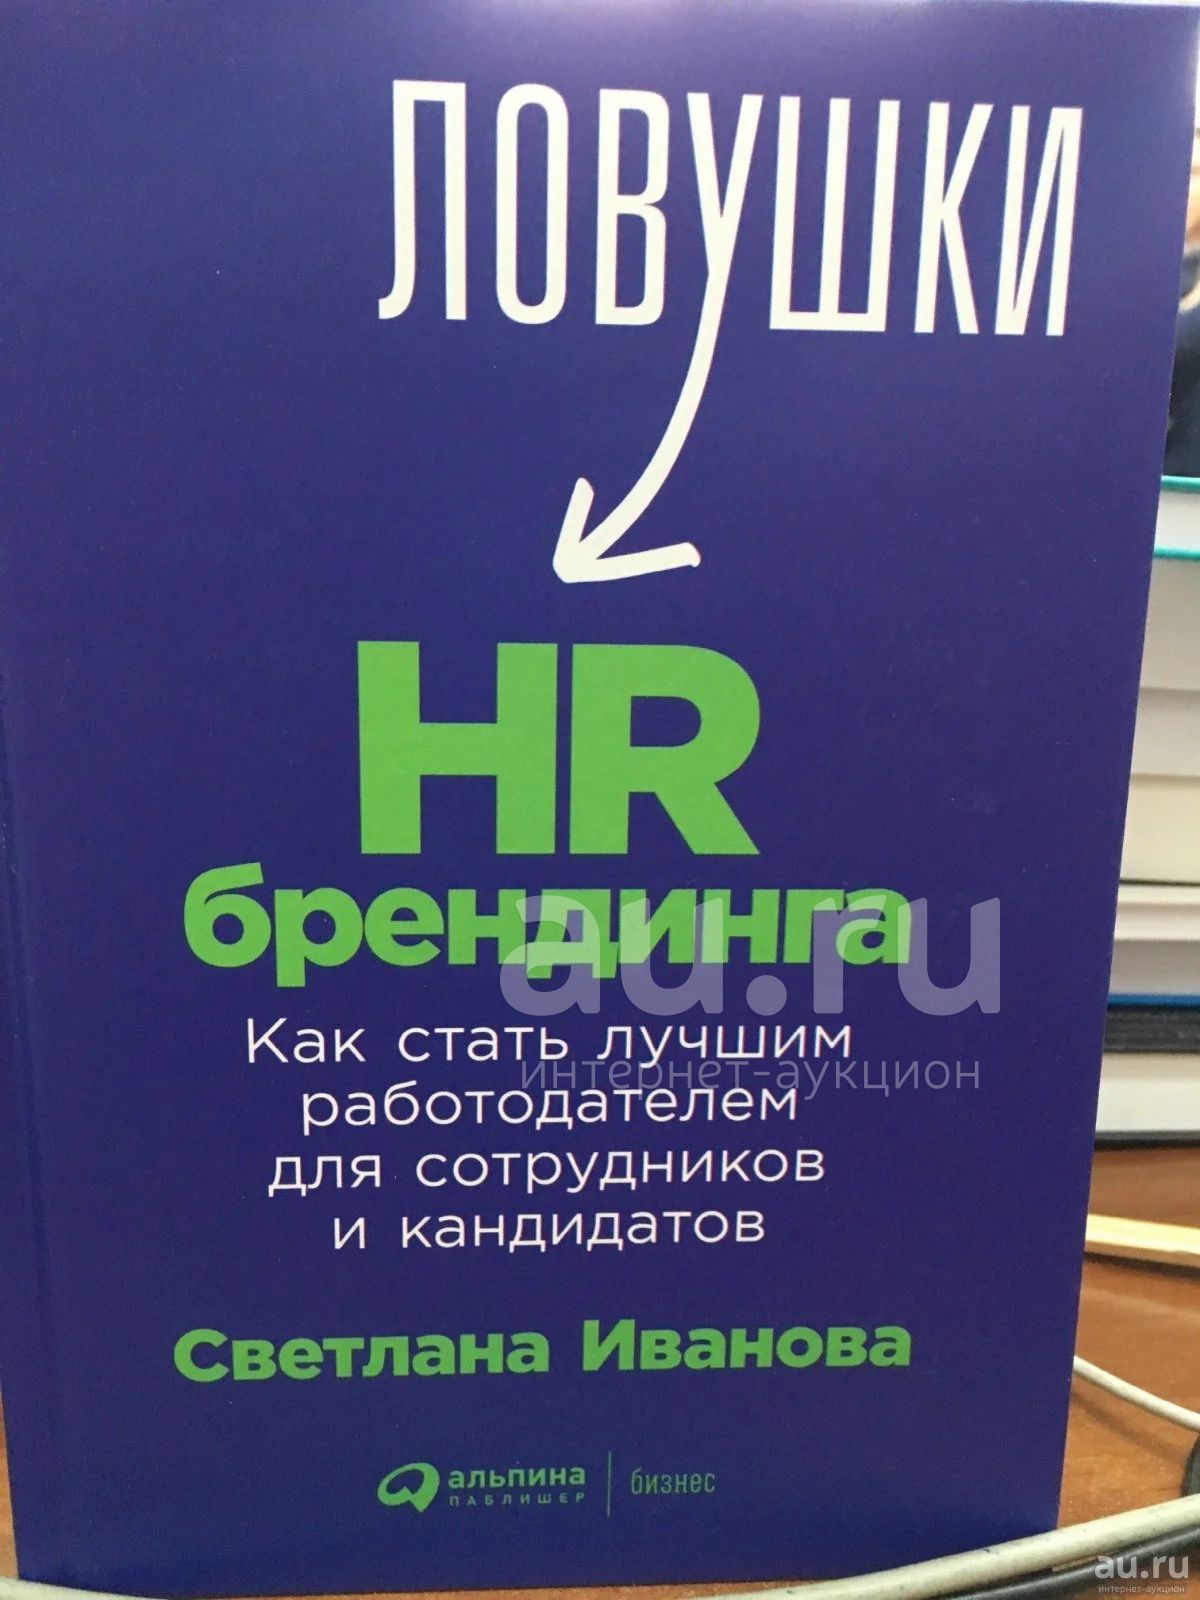 ЛОВУШКИ
HR
брендинга
au.ru
Как стать лучшим
интернет-аукцион
работодателем
для сотрудников
и кандидатов
Светлана Иванова
альпина
ПАБЛИШЕР
бизнес
au.ru
интернет-аукцион